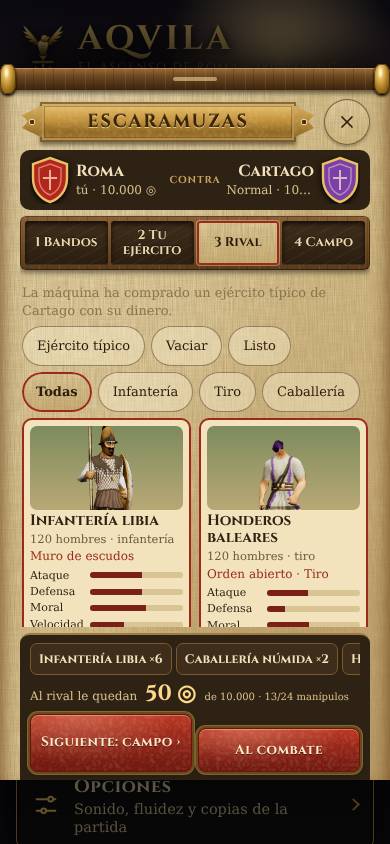 AQVILA
ESCARAMUZAS
ROMA
tú · 10.000 ◎
CONTRA
CARTAGO
Normal · 10...
1 BANDOS
2 TU
EJÉRCITO
3 RIVAL
4 CAMPO
La máquina ha comprado un ejército típico de
Cartago con su dinero.
Ejército típico
Vaciar
Listo
Todas
Infantería
Tiro
Caballería
INFANTERÍA LIBIA
120 hombres · infantería
Muro de escudos
Ataque
Defensa
Moral
Velocidad
HONDEROS
BALEARES
120 hombres · tiro
Orden abierto · Tiro
Ataque
Defensa
Moral
INFANTERÍA LIBIA ×6
CABALLERÍA NÚMIDA ×2
H
Al rival le quedan 50 ◎ de 10.000 · 13/24 manípulos
SIGUIENTE: CAMPO ›
AL COMBATE
OPCIONES
Sonido, fluidez y copias de la
partida